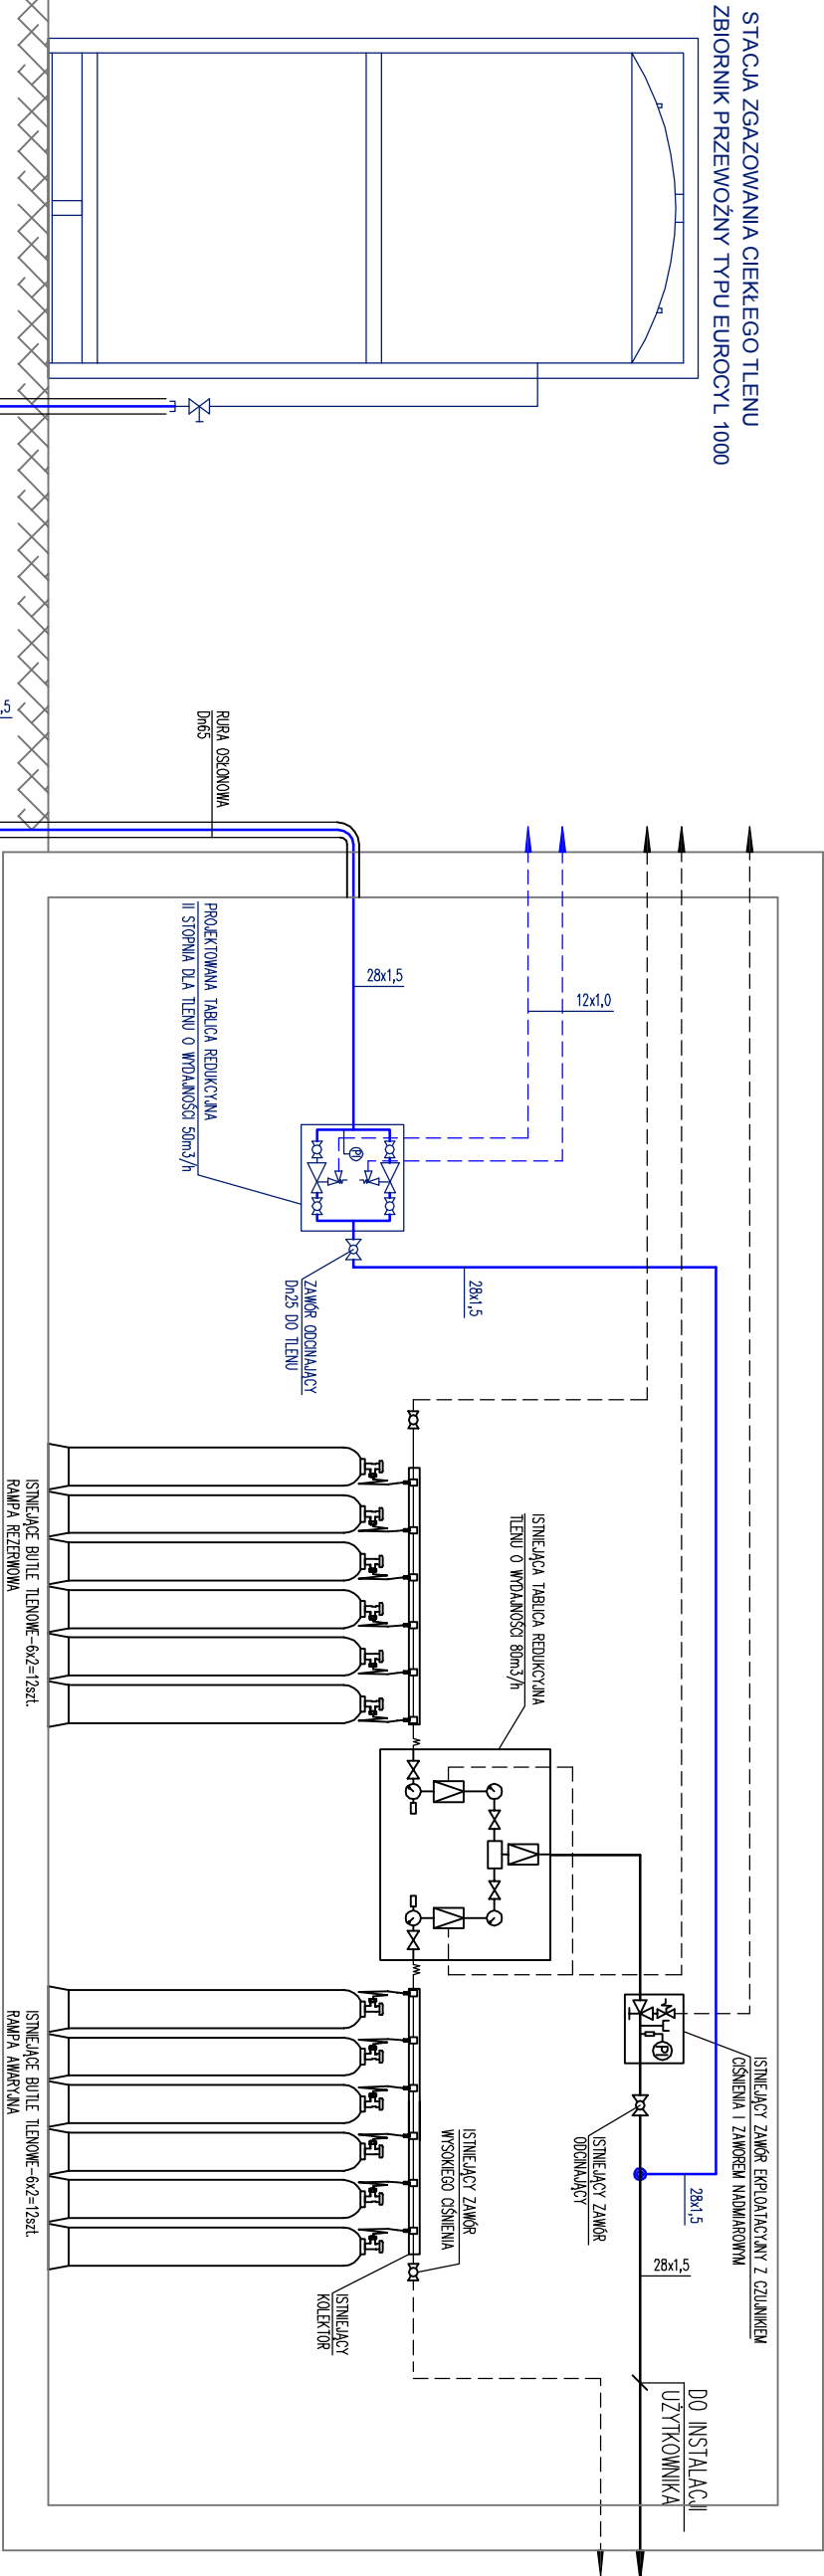 STACJA ZGAZOWANIA CIEKŁEGO TLENU
ZBIORNIK PRZEWOŹNY TYPU EUROCYL 1000
,5
RURA OSŁONOWA
Dn65
28x1,5
12x1,0
PROJEKTOWANA TABLICA REDUKCYJNA
II STOPNIA DLA TLENU O WYDAJNOŚCI 50m3/h
PI
28x1,5
ZAWÓR ODCINAJĄCY
Dn25 DO TLENU
ISTNIEJĄCE BUTLE TLENOWE-6x2=12szt.
RAMPA REZERWOWA
ISTNIEJĄCA TABLICA REDUKCYJNA
TLENU O WYDAJNOŚCI 80m3/h
ISTNIEJĄCY ZAWÓR EKPLOATACYJNY Z CZUJNIKIEM
CIŚNIENIA I ZAWOREM NADMIAROWYM
PI
ISTNIEJĄCY ZAWÓR
ODCINAJĄCY
28x1,5
28x1,5
ISTNIEJĄCY ZAWÓR
WYSOKIEGO CIŚNIENIA
ISTNIEJĄCY
KOLEKTOR
ISTNIEJĄCE BUTLE TLENOWE-6x2=12szt.
RAMPA AWARYJNA
DO INSTALACJI
UŻYTKOWNIKA